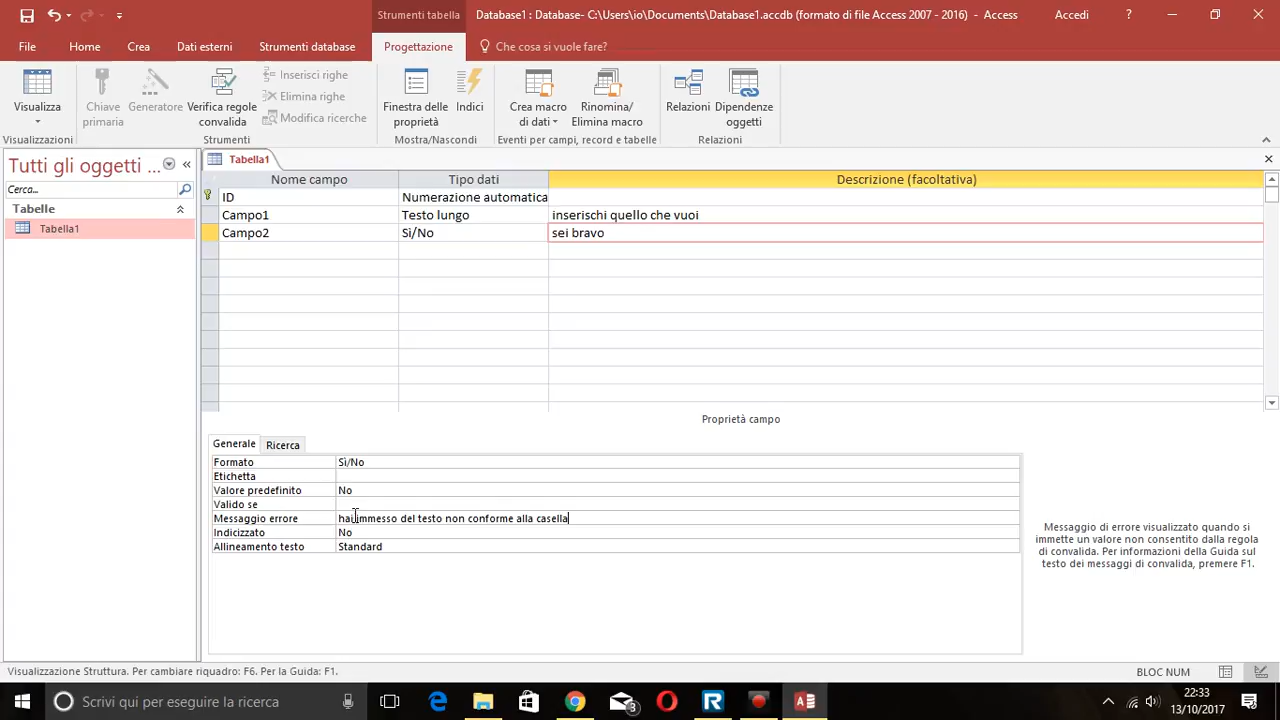 Strumenti tabella
Database1 : Database- C:\Users\io\Documents\Database1.accdb (formato di file Access 2007 - 2016) - Access
Accedi
?
File
Home
Crea
Dati esterni
Strumenti database
Progettazione
Che cosa si vuole fare?
Visualizza
Chiave primaria
Generatore
Verifica regole convalida
Inserisci righe
Elimina righe
Modifica ricerche
Finestra delle proprietà
Indici
Crea macro di dati
Rinomina/ Elimina macro
Relazioni
Dipendenze oggetti
Visualizzazioni
Strumenti
Mostra/Nascondi
Eventi per campi, record e tabelle
Relazioni
Tutti gli oggetti ...
Cerca...
Tabelle
Tabella1
Tabella1
Nome campo Tipo dati Descrizione (facoltativa)
ID Numerazione automatica
Campo1 Testo lungo inserischi quello che vuoi
Campo2 Sì/No sei bravo
Proprietà campo
Generale
Ricerca
Formato Sì/No
Etichetta
Valore predefinito No
Valido se
Messaggio errore hai immesso del testo non conforme alla casella
Indicizzato No
Allineamento testo Standard
Messaggio di errore visualizzato quando si
immette un valore non consentito dalla regola
di convalida. Per informazioni della Guida sul
testo dei messaggi di convalida, premere F1.
Visualizzazione Struttura. Per cambiare riquadro: F6. Per la Guida: F1.
BLOC NUM
Scrivi qui per eseguire la ricerca
3
22:33
13/10/2017